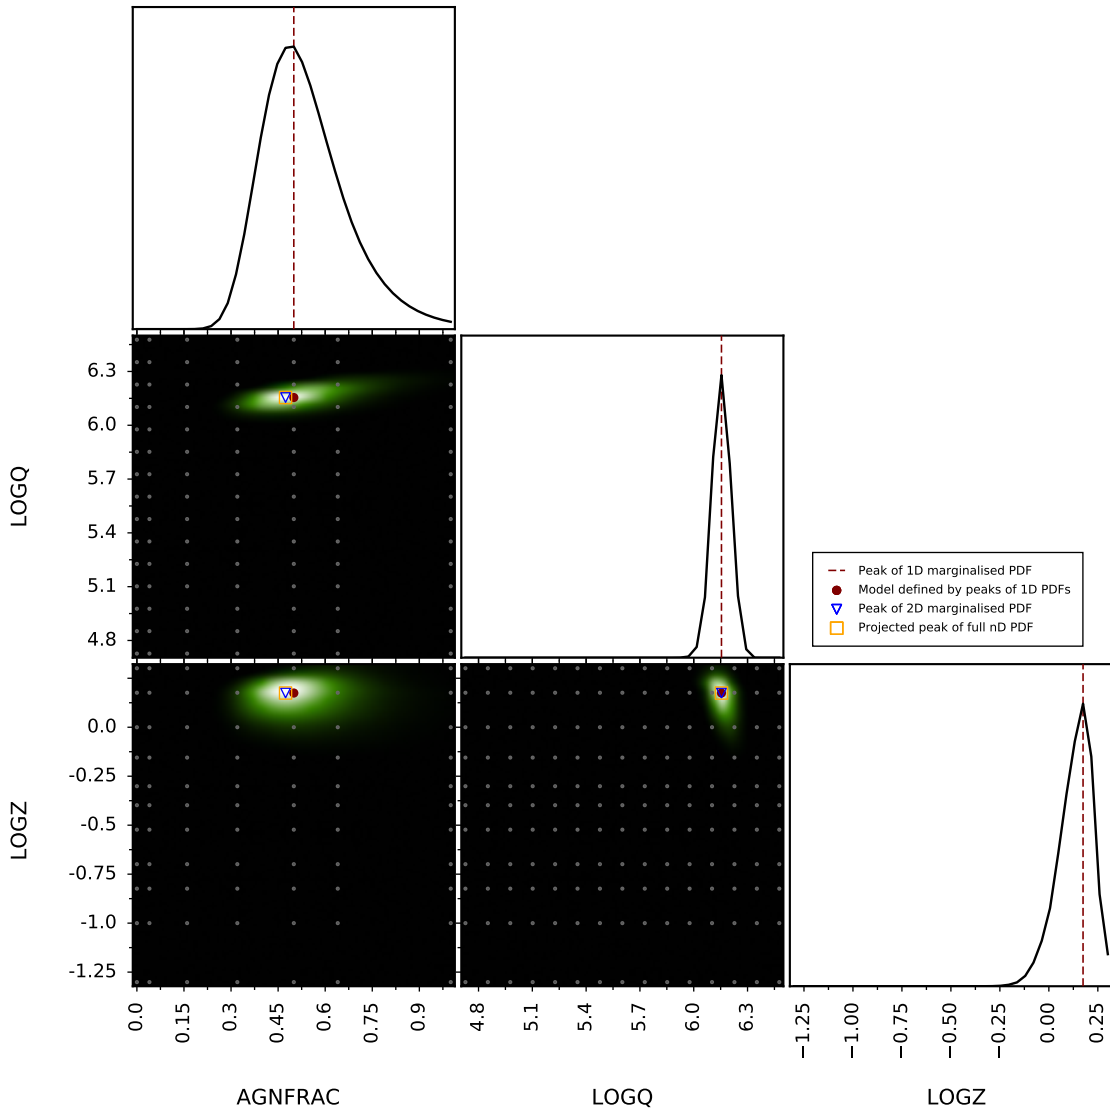 6.3
6.0
5.7
5.4
5.1
4.8
LOGQ
Peak of 1D marginalised PDF
Model defined by peaks of 1D PDFs
Peak of 2D marginalised PDF
Projected peak of full nD PDF
0.0
-0.25
-0.5
-0.75
-1.0
-1.25
LOGZ
0.0 0.15 0.3 0.45 0.6 0.75 0.9
4.8 5.1 5.4 5.7 6.0 6.3
−1.25 −1.00 −0.75 −0.50 −0.25 0.00 0.25
AGNFRAC LOGQ LOGZ